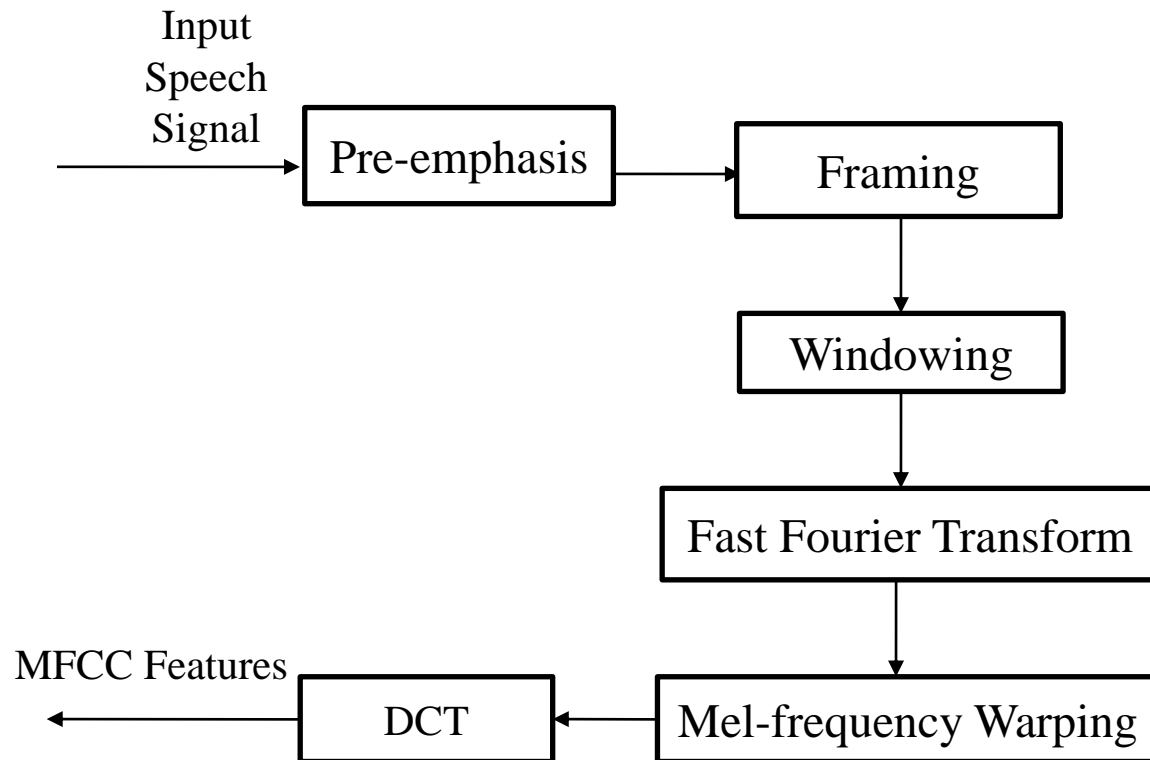 Input
Speech
Signal
Pre-emphasis
Framing
Windowing
Fast Fourier Transform
Mel-frequency Warping
DCT
MFCC Features